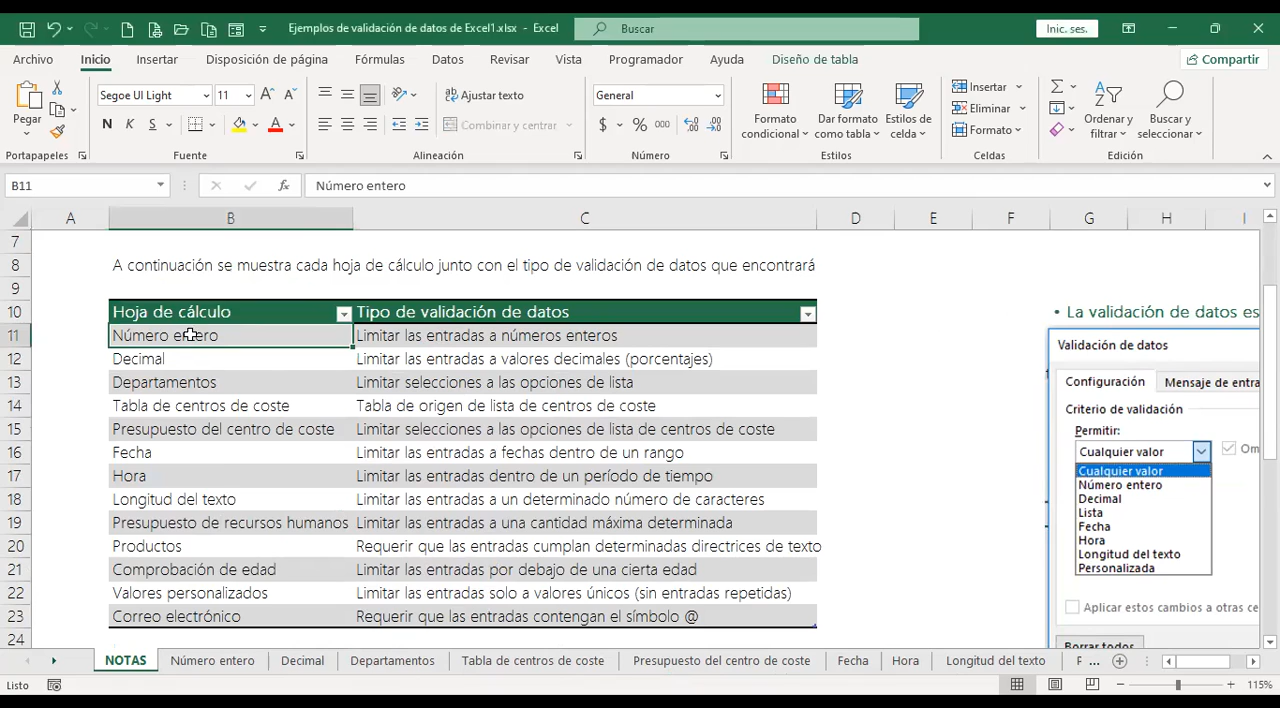 Ejemplos de validación de datos de Excel1.xlsx - Excel
Buscar
Inic. ses.
Archivo Inicio Insertar Disposición de página Fórmulas Datos Revisar Vista Programador Ayuda Diseño de tabla
Compartir
Pegar
Portapapeles
Segoe UI Light 11
N K S
Fuente
Ajustar texto
Combinar y centrar
Alineación
General
$ % 000
Número
Formato condicional
Dar formato como tabla
Estilos de celda
Estilos
Insertar
Eliminar
Formato
Celdas
Ordenar y filtrar
Buscar y seleccionar
Edición
B11
fx
Número entero
A B C D E F G H I
7
8 A continuación se muestra cada hoja de cálculo junto con el tipo de validación de datos que encontrará
9
10 Hoja de cálculo Tipo de validación de datos
11 Número entero Limitar las entradas a números enteros
12 Decimal Limitar las entradas a valores decimales (porcentajes)
13 Departamentos Limitar selecciones a las opciones de lista
14 Tabla de centros de coste Tabla de origen de lista de centros de coste
15 Presupuesto del centro de coste Limitar selecciones a las opciones de lista de centros de coste
16 Fecha Limitar las entradas a fechas dentro de un rango
17 Hora Limitar las entradas dentro de un período de tiempo
18 Longitud del texto Limitar las entradas a un determinado número de caracteres
19 Presupuesto de recursos humanos Limitar las entradas a una cantidad máxima determinada
20 Productos Requerir que las entradas cumplan determinadas directrices de texto
21 Comprobación de edad Limitar las entradas por debajo de una cierta edad
22 Valores personalizados Limitar las entradas solo a valores únicos (sin entradas repetidas)
23 Correo electrónico Requerir que las entradas contengan el símbolo @
24
• La validación de datos es
Validación de datos
Configuración Mensaje de entra
Criterio de validación
Permitir:
Cualquier valor
Om
Cualquier valor
Número entero
Decimal
Lista
Fecha
Hora
Longitud del texto
Personalizada
Aplicar estos cambios a otras ce
Borrar todos
NOTAS Número entero Decimal Departamentos Tabla de centros de coste Presupuesto del centro de coste Fecha Hora Longitud del texto
Listo
115%